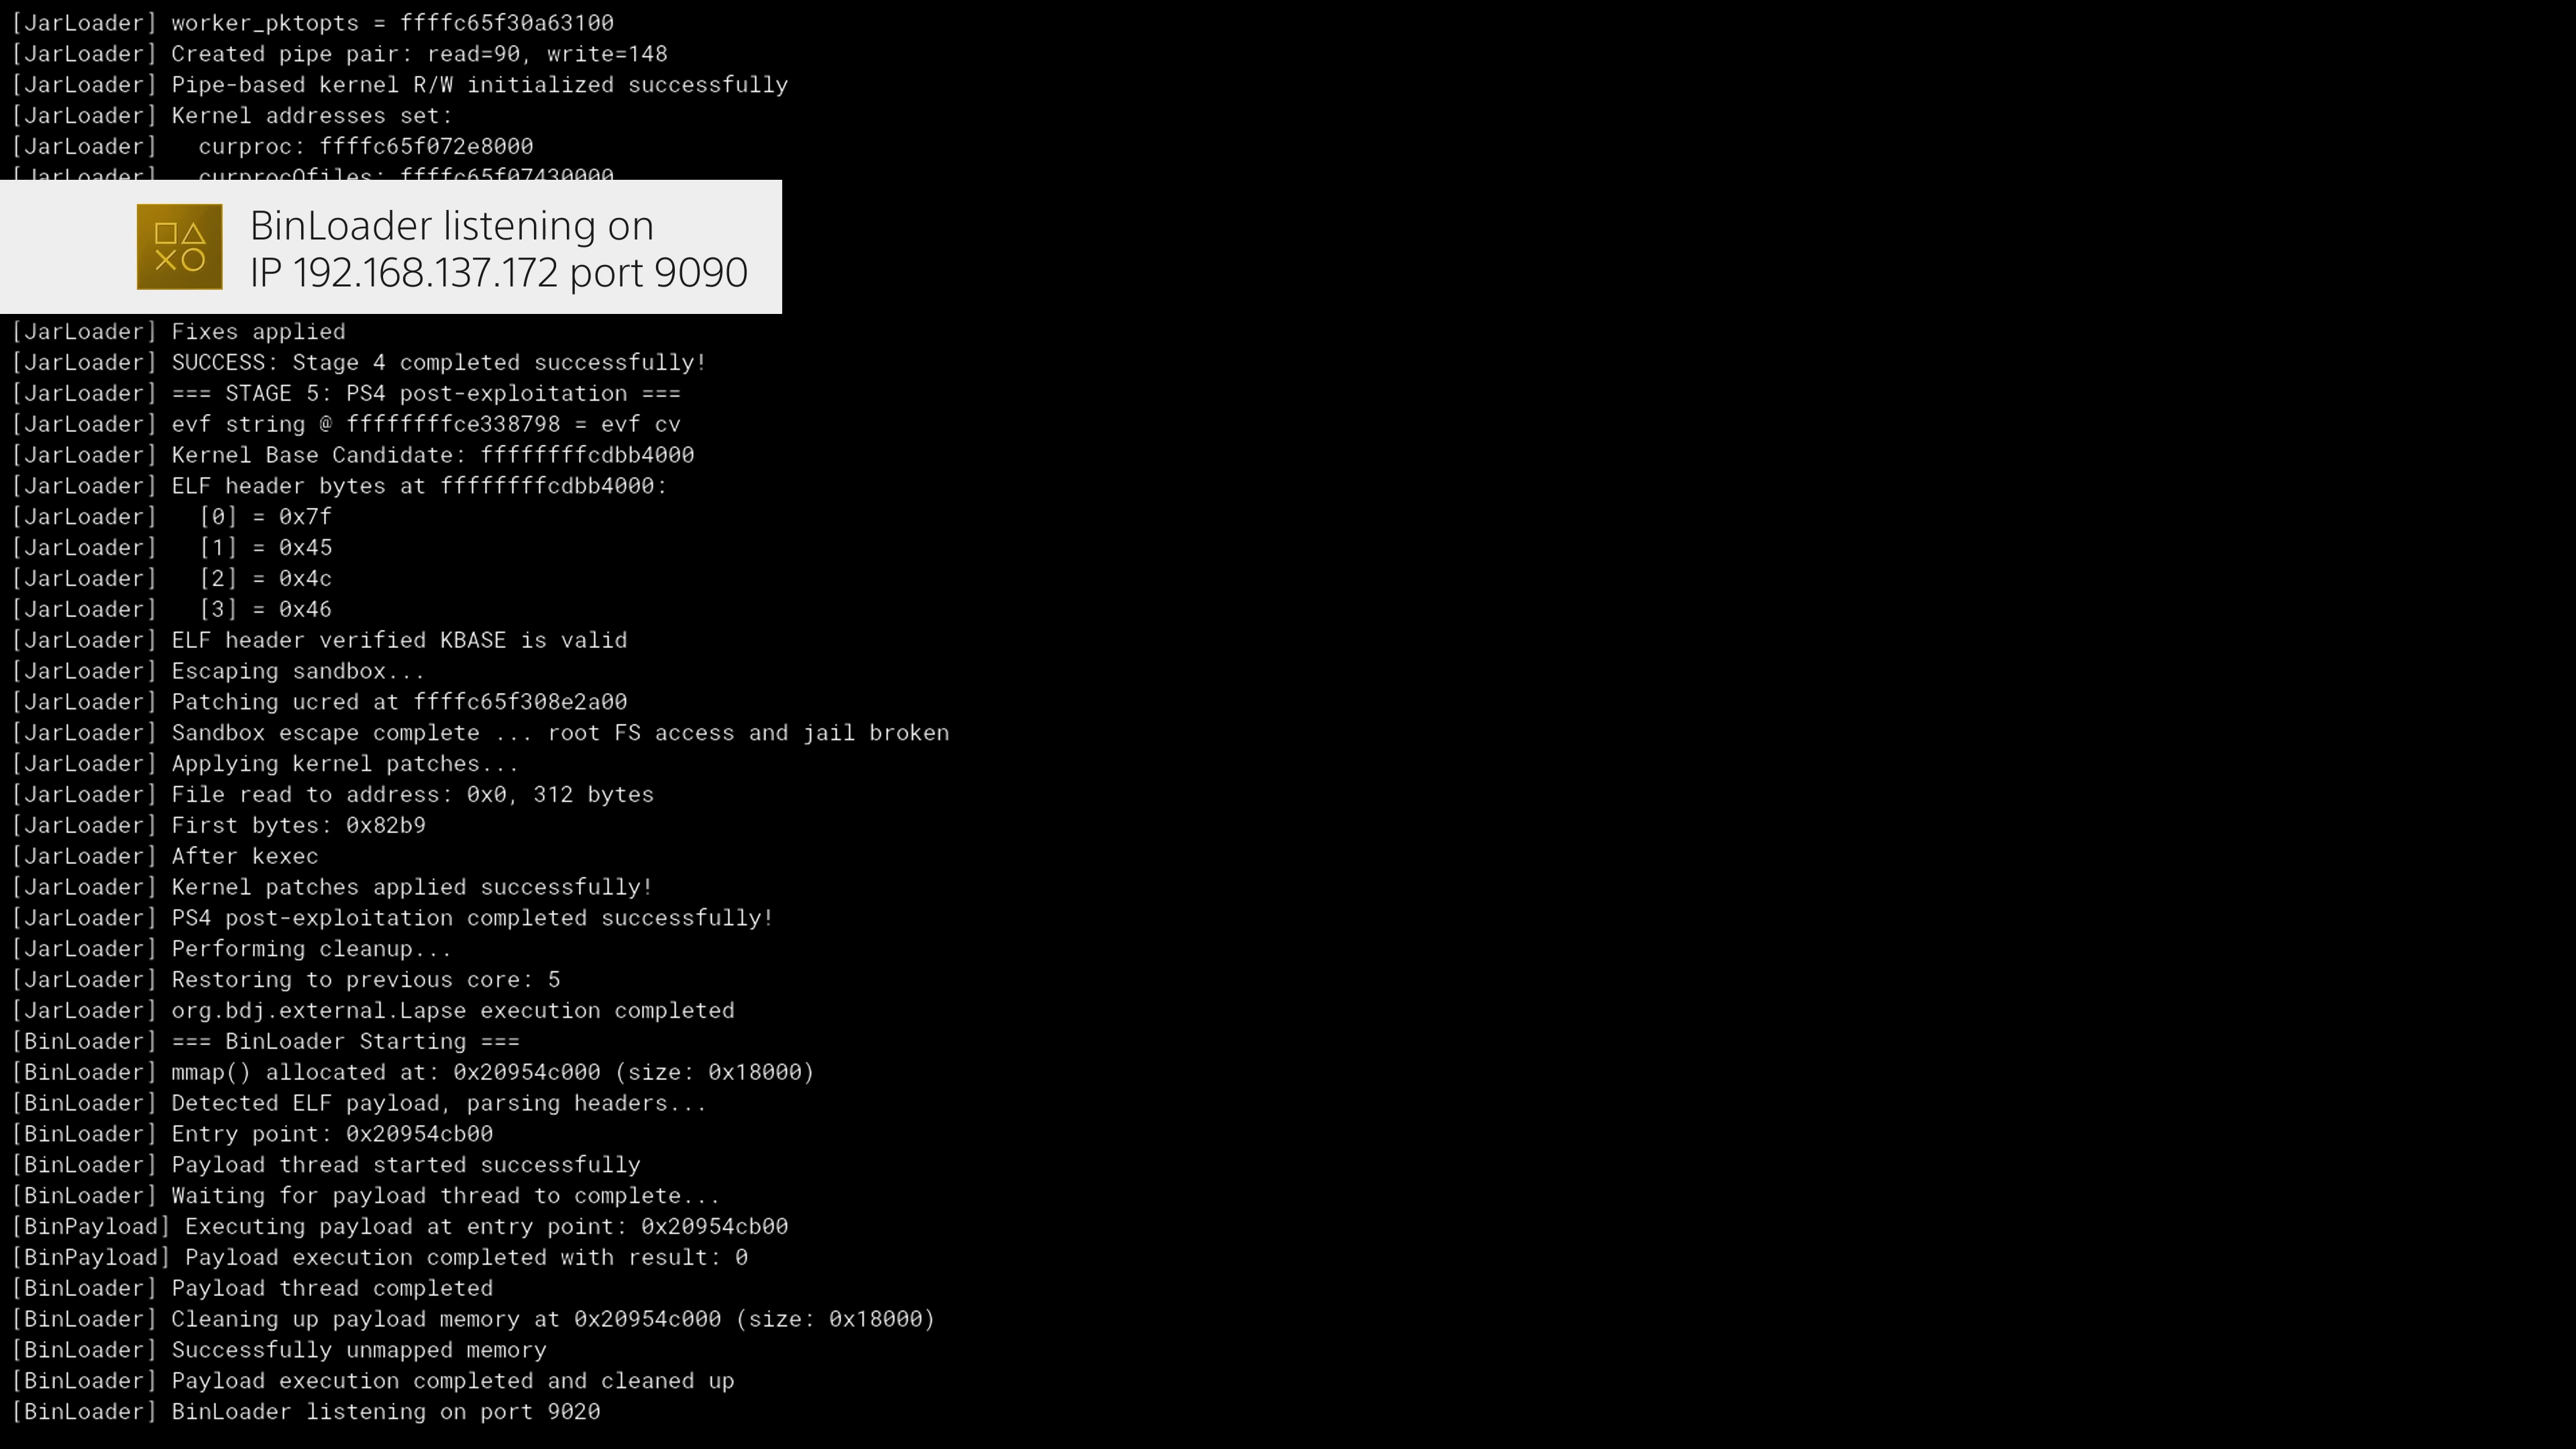 [JarLoader] worker_pktopts = ffffc65f30a63100
[JarLoader] Created pipe pair: read=90, write=148
[JarLoader] Pipe-based kernel R/W initialized successfully
[JarLoader] Kernel addresses set:
[JarLoader]   curproc: ffffc65f072e8000
[JarLoader]   curprocOfiles: ffffc65f07430000
BinLoader listening on
IP 192.168.137.172 port 9090
[JarLoader] Fixes applied
[JarLoader] SUCCESS: Stage 4 completed successfully!
[JarLoader] === STAGE 5: PS4 post-exploitation ===
[JarLoader] evf string @ ffffffffce338798 = evf cv
[JarLoader] Kernel Base Candidate: ffffffffcdbb4000
[JarLoader] ELF header bytes at ffffffffcdbb4000:
[JarLoader]   [0] = 0x7f
[JarLoader]   [1] = 0x45
[JarLoader]   [2] = 0x4c
[JarLoader]   [3] = 0x46
[JarLoader] ELF header verified KBASE is valid
[JarLoader] Escaping sandbox...
[JarLoader] Patching ucred at ffffc65f308e2a00
[JarLoader] Sandbox escape complete ... root FS access and jail broken
[JarLoader] Applying kernel patches...
[JarLoader] File read to address: 0x0, 312 bytes
[JarLoader] First bytes: 0x82b9
[JarLoader] After kexec
[JarLoader] Kernel patches applied successfully!
[JarLoader] PS4 post-exploitation completed successfully!
[JarLoader] Performing cleanup...
[JarLoader] Restoring to previous core: 5
[JarLoader] org.bdj.external.Lapse execution completed
[BinLoader] === BinLoader Starting ===
[BinLoader] mmap() allocated at: 0x20954c000 (size: 0x18000)
[BinLoader] Detected ELF payload, parsing headers...
[BinLoader] Entry point: 0x20954cb00
[BinLoader] Payload thread started successfully
[BinLoader] Waiting for payload thread to complete...
[BinPayload] Executing payload at entry point: 0x20954cb00
[BinPayload] Payload execution completed with result: 0
[BinLoader] Payload thread completed
[BinLoader] Cleaning up payload memory at 0x20954c000 (size: 0x18000)
[BinLoader] Successfully unmapped memory
[BinLoader] Payload execution completed and cleaned up
[BinLoader] BinLoader listening on port 9020